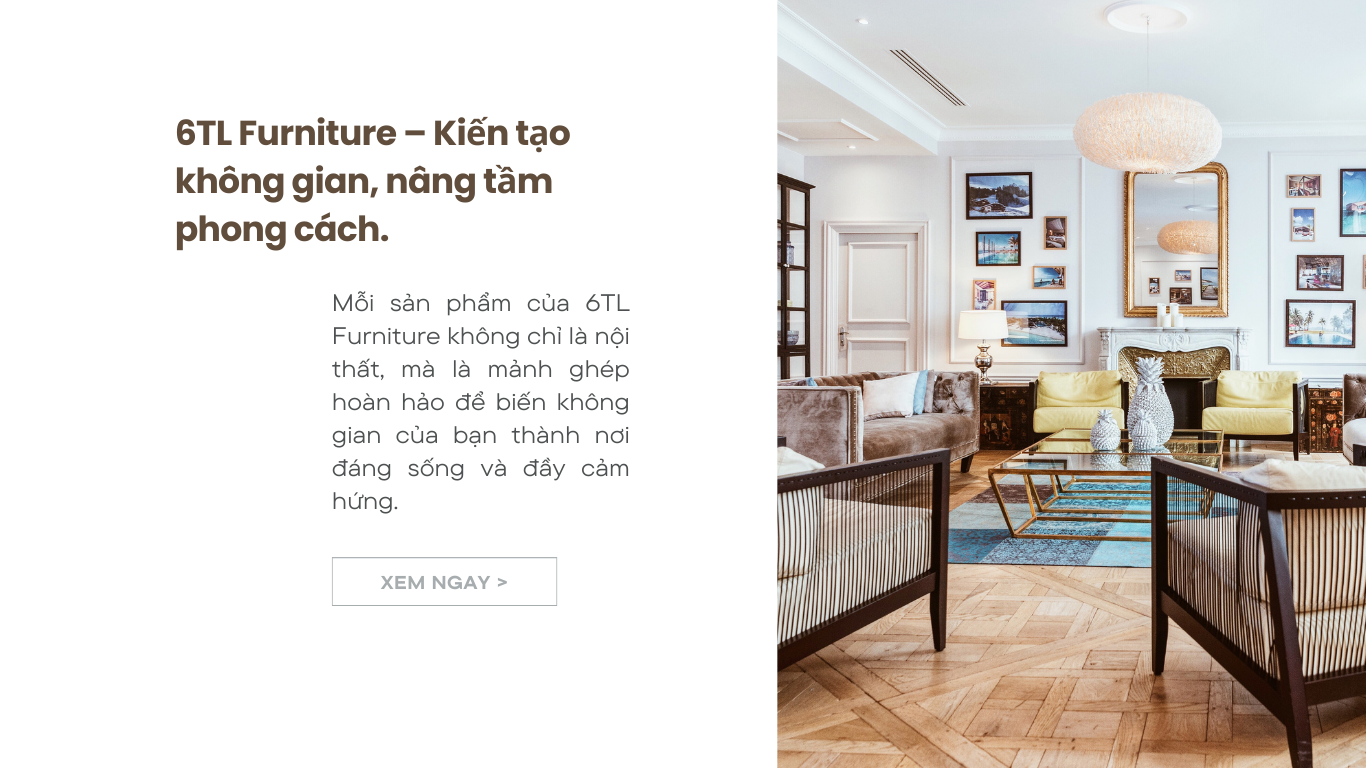 6TL Furniture – Kiến tạo
không gian, nâng tầm
phong cách.
Mỗi sản phẩm của 6TL
Furniture không chỉ là nội
thất, mà là mảnh ghép
hoàn hảo để biến không
gian của bạn thành nơi
đáng sống và đầy cảm
hứng.
XEM NGAY >